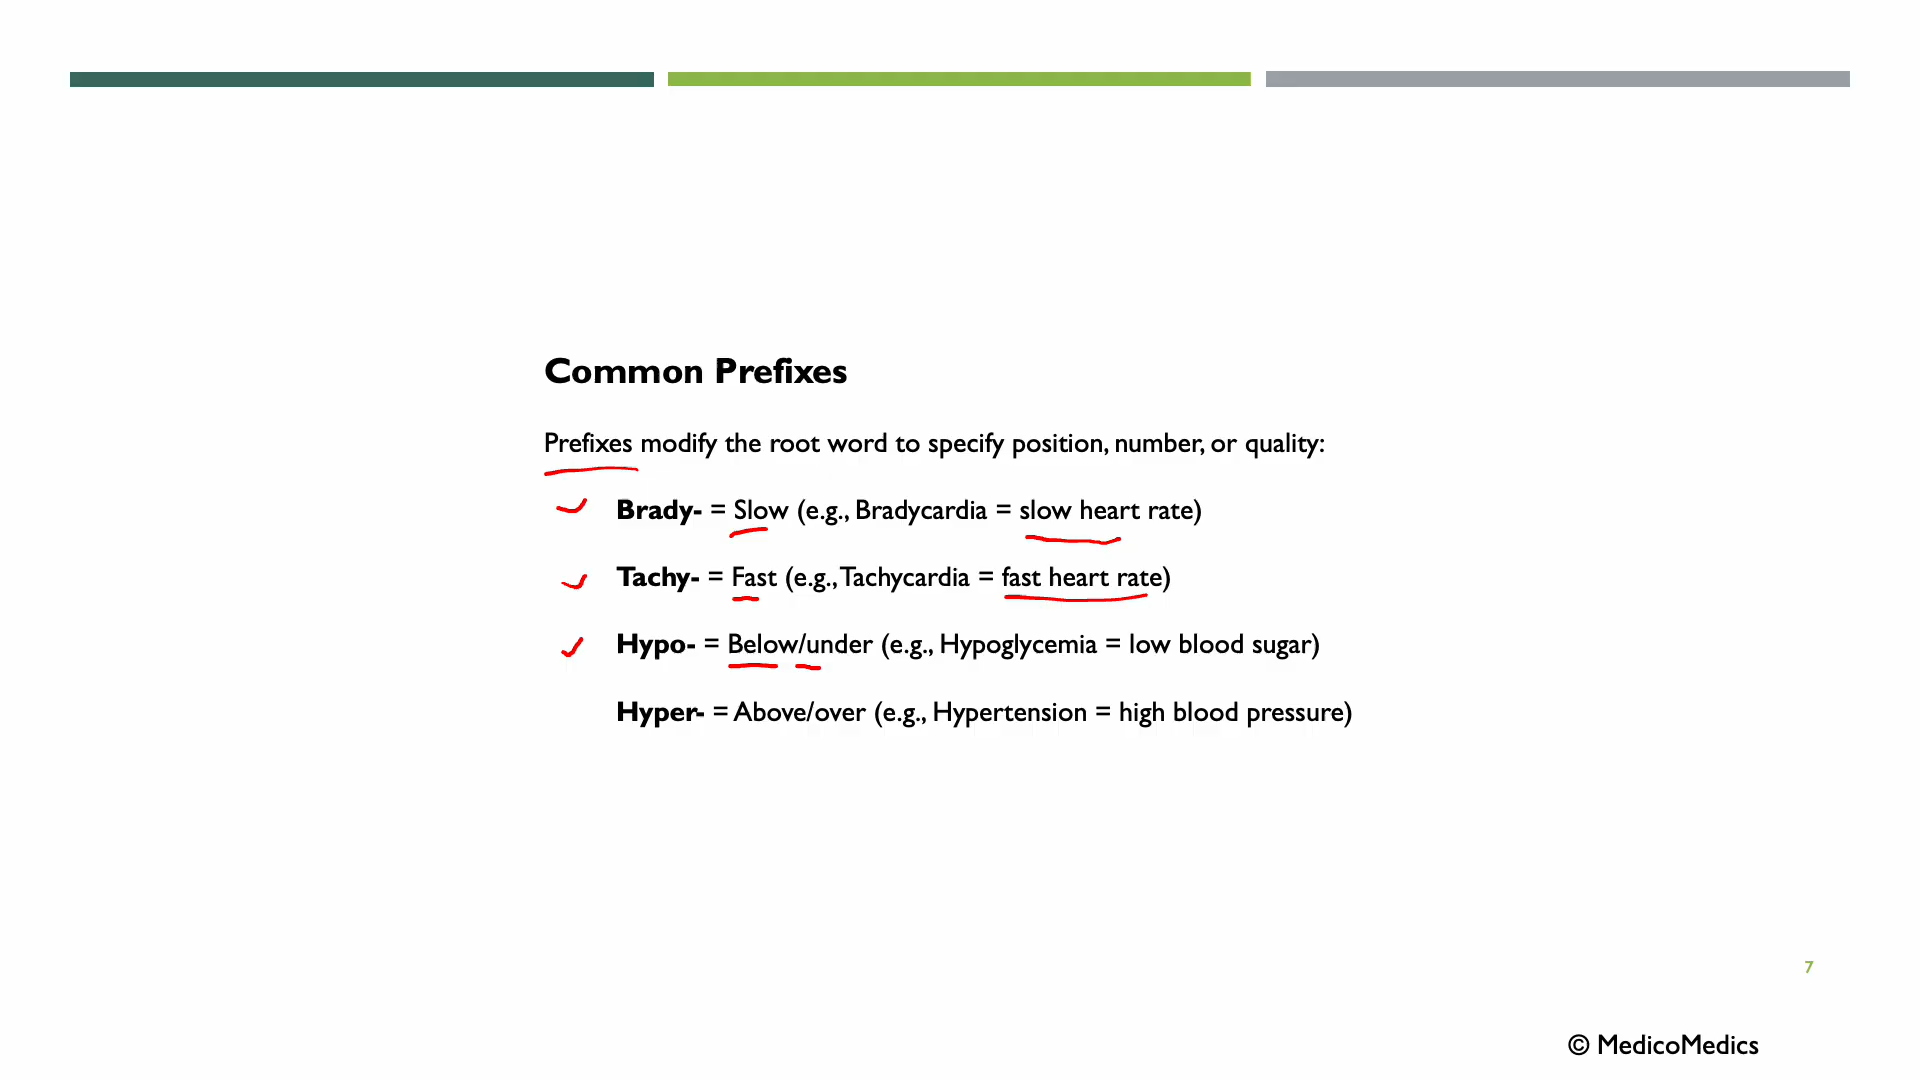 Common Prefixes
Prefixes modify the root word to specify position, number, or quality:
Brady- = Slow (e.g., Bradycardia = slow heart rate)
Tachy- = Fast (e.g., Tachycardia = fast heart rate)
Hypo- = Below/under (e.g., Hypoglycemia = low blood sugar)
Hyper- = Above/over (e.g., Hypertension = high blood pressure)
7
© MedicoMedics